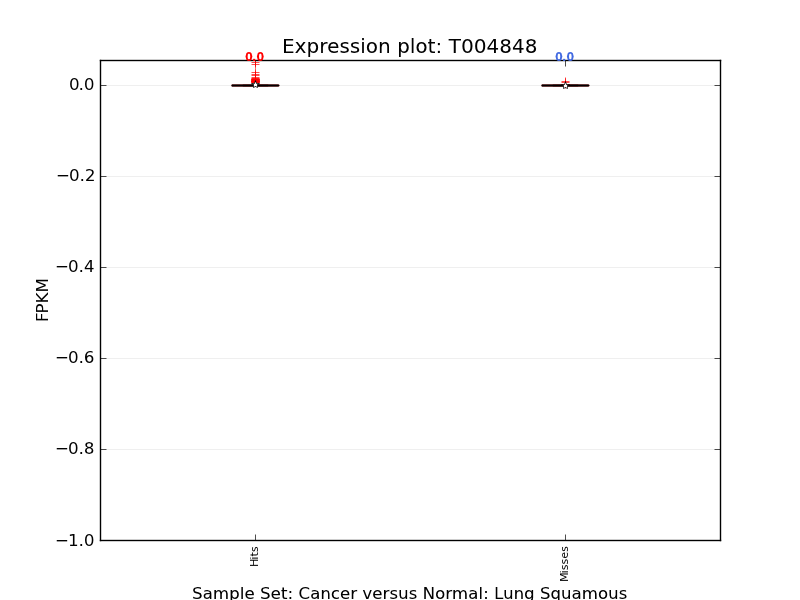 Expression plot: T004848
0.0
0.0
0.0
−0.2
−0.4
−0.6
−0.8
−1.0
FPKM
Hits
Misses
Sample Set: Cancer versus Normal: Lung Squamous